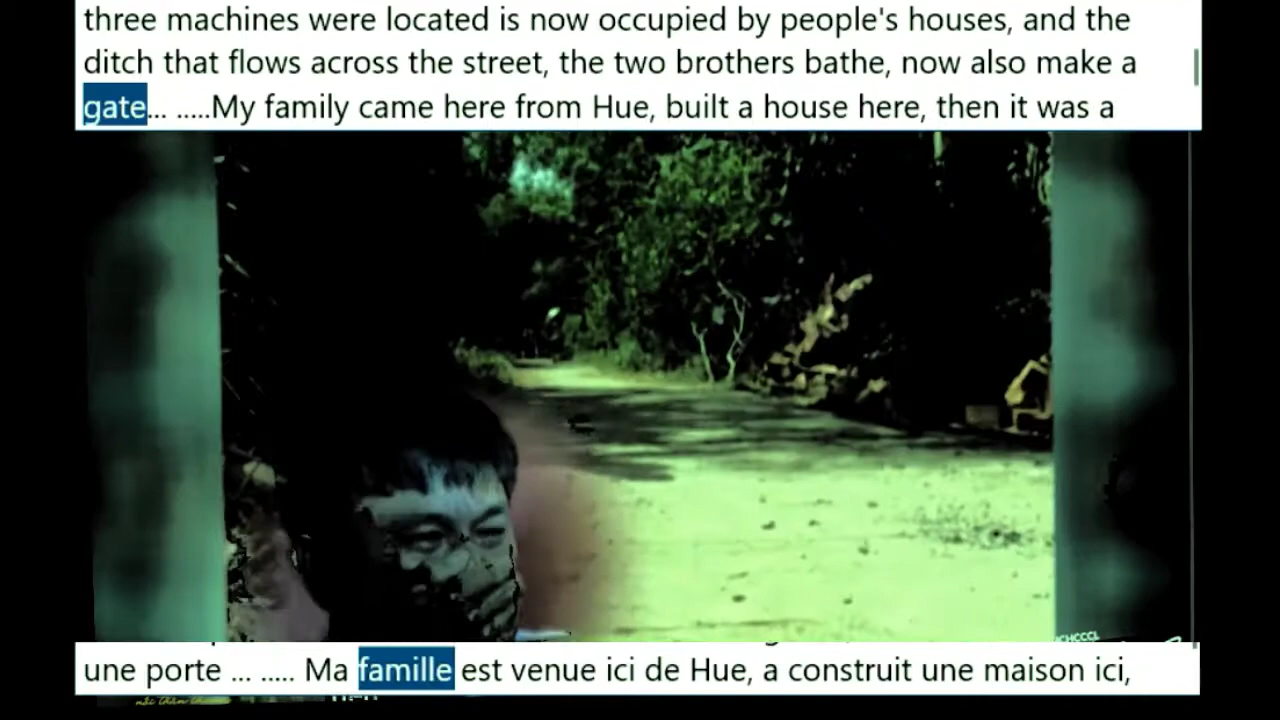 three machines were located is now occupied by people's houses, and the
ditch that flows across the street, the two brothers bathe, now also make a
gate... .....My family came here from Hue, built a house here, then it was a
une porte ... ..... Ma famille est venue ici de Hue, a construit une maison ici,